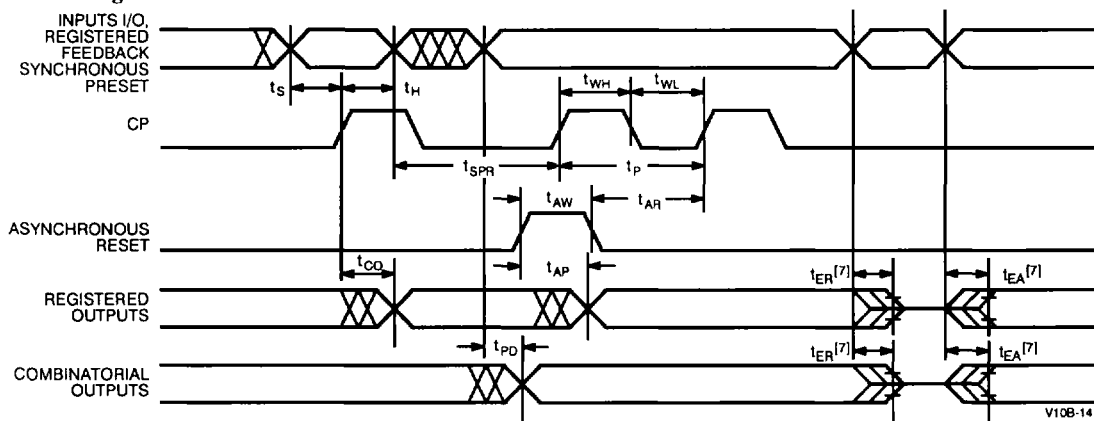 INPUTS I/O,
REGISTERED
FEEDBACK
SYNCHRONOUS
PRESET
tS
tH
tWH
tWL
CP
tSPR
tP
tAW
tAR
ASYNCHRONOUS
RESET
tCO
tAP
tER[7]
tEA[7]
REGISTERED
OUTPUTS
tPD
tER[7]
tEA[7]
COMBINATORIAL
OUTPUTS
V10B-14